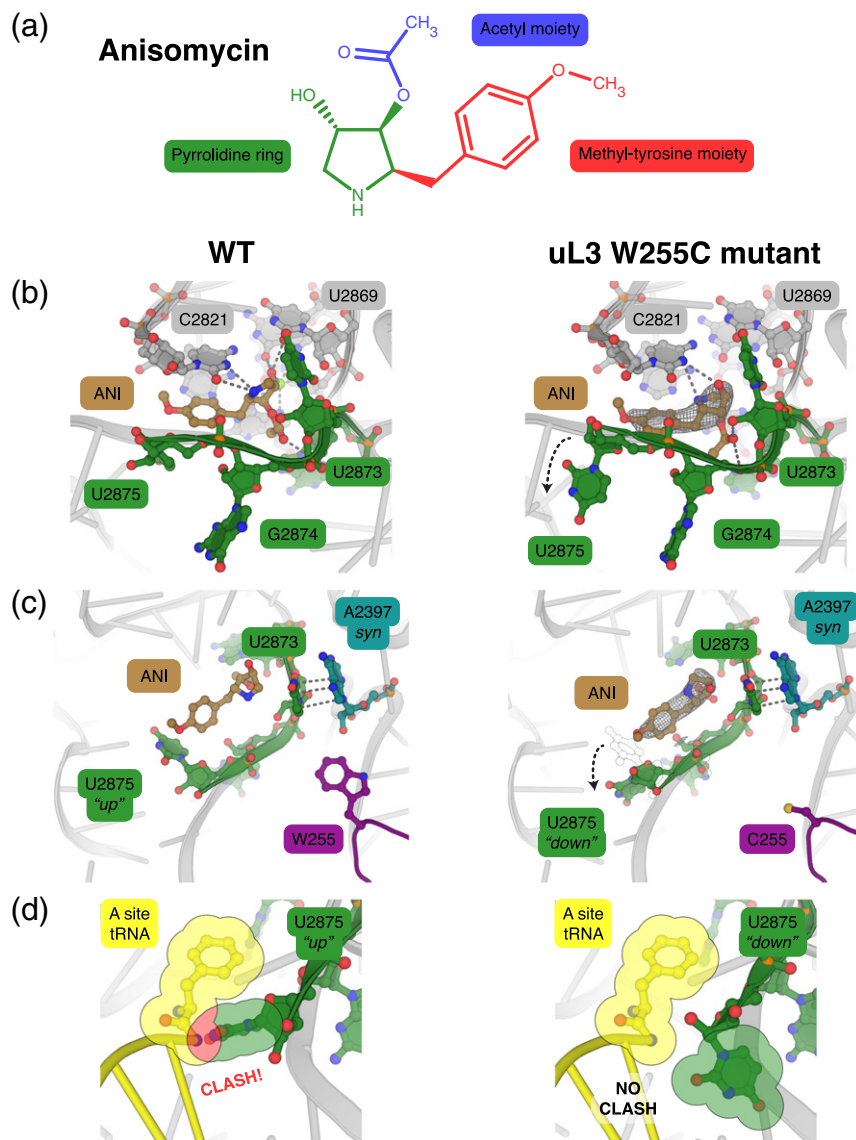 (a)
Anisomycin
CH3
Acetyl moiety
O
O
O
CH3
HO
Pyrrolidine ring
Methyl-tyrosine moiety
N
H
WT
uL3 W255C mutant
(b)
C2821
U2869
ANI
U2875
U2873
G2874
C2821
U2869
ANI
U2873
U2875
G2874
(c)
A2397
syn
U2873
ANI
U2875
"up"
W255
A2397
syn
U2873
ANI
U2875
"down"
C255
(d)
A site
tRNA
U2875
"up"
CLASH!
A site
tRNA
U2875
"down"
NO
CLASH